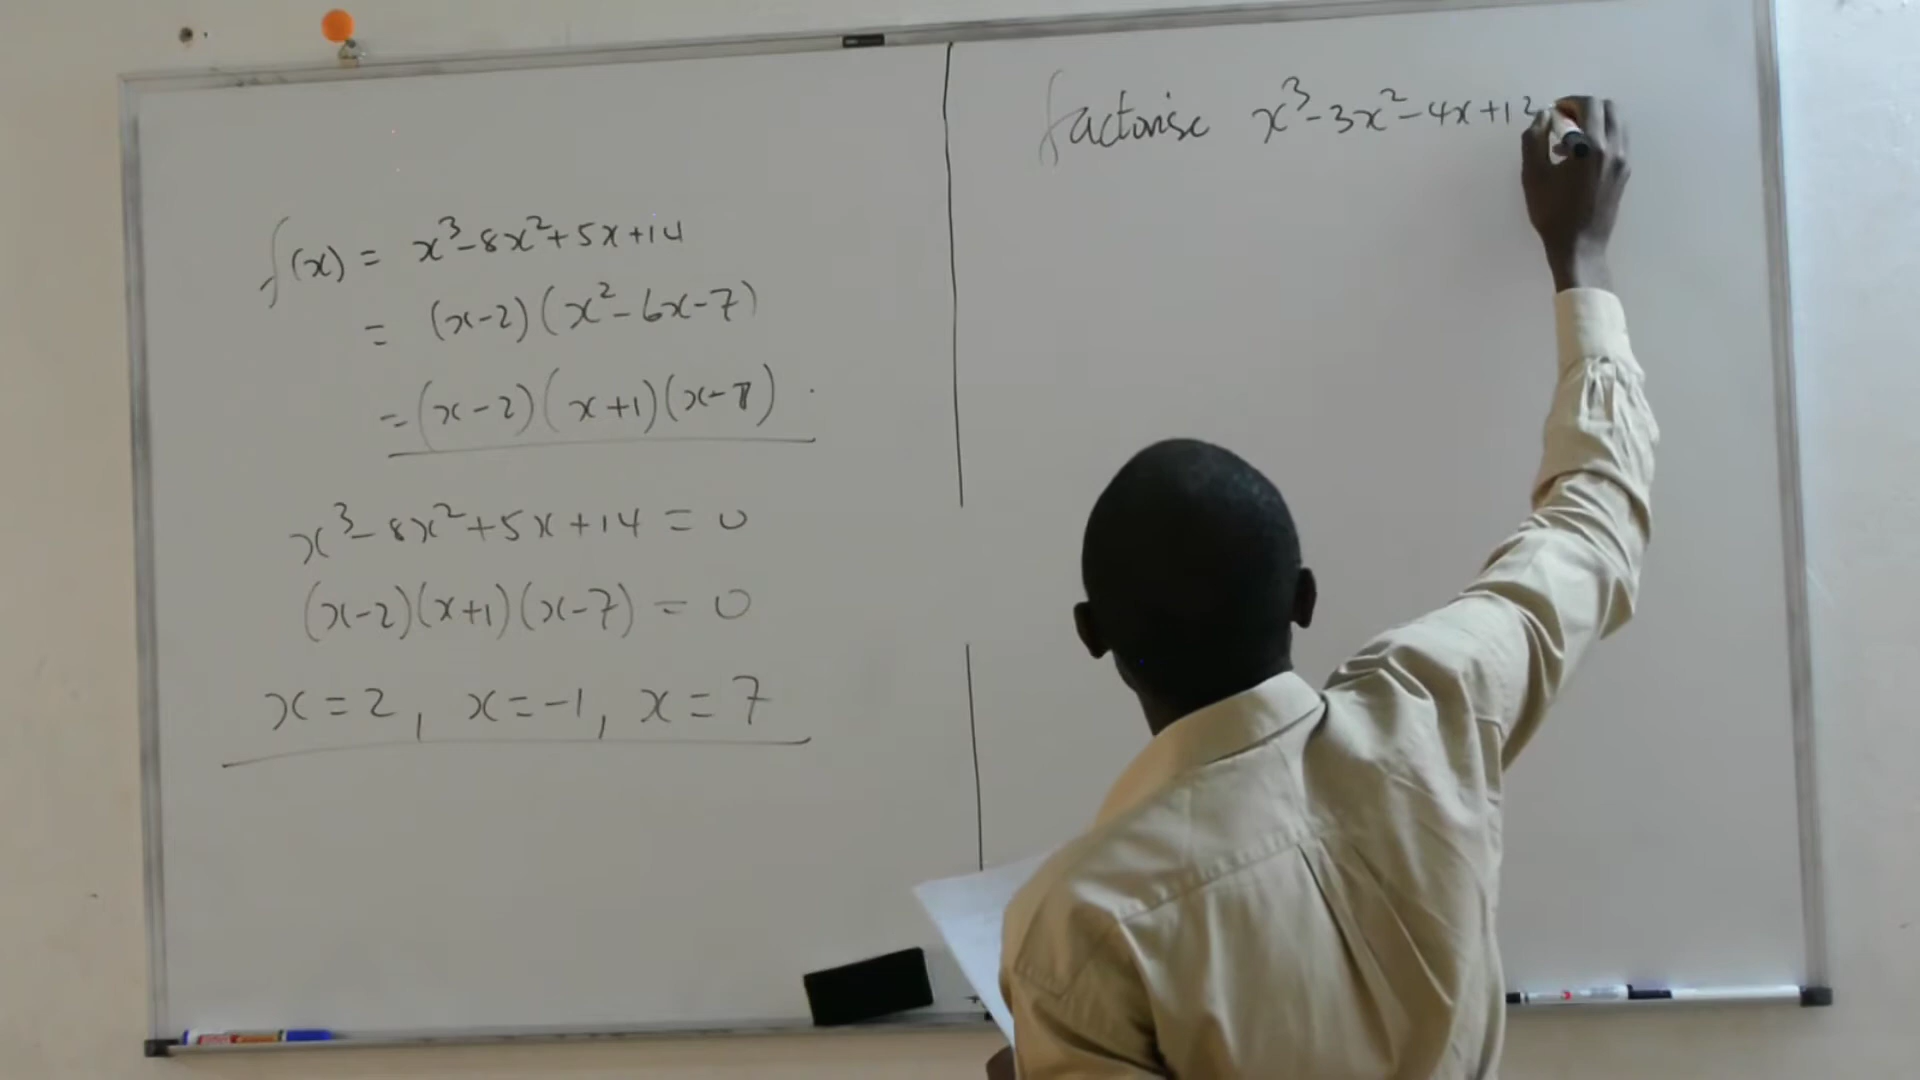 f(x) = x³-8x²+5x+14
= (x-2)(x²-6x-7)
= (x-2)(x+1)(x-7)
x³-8x²+5x+14 = 0
(x-2)(x+1)(x-7) = 0
x=2, x=-1, x=7
factorise x³-3x²-4x+12